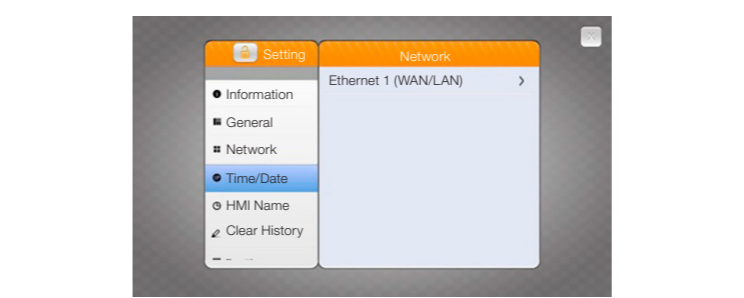 Setting
Network
Ethernet 1 (WAN/LAN)
Information
General
Network
Time/Date
HMI Name
Clear History